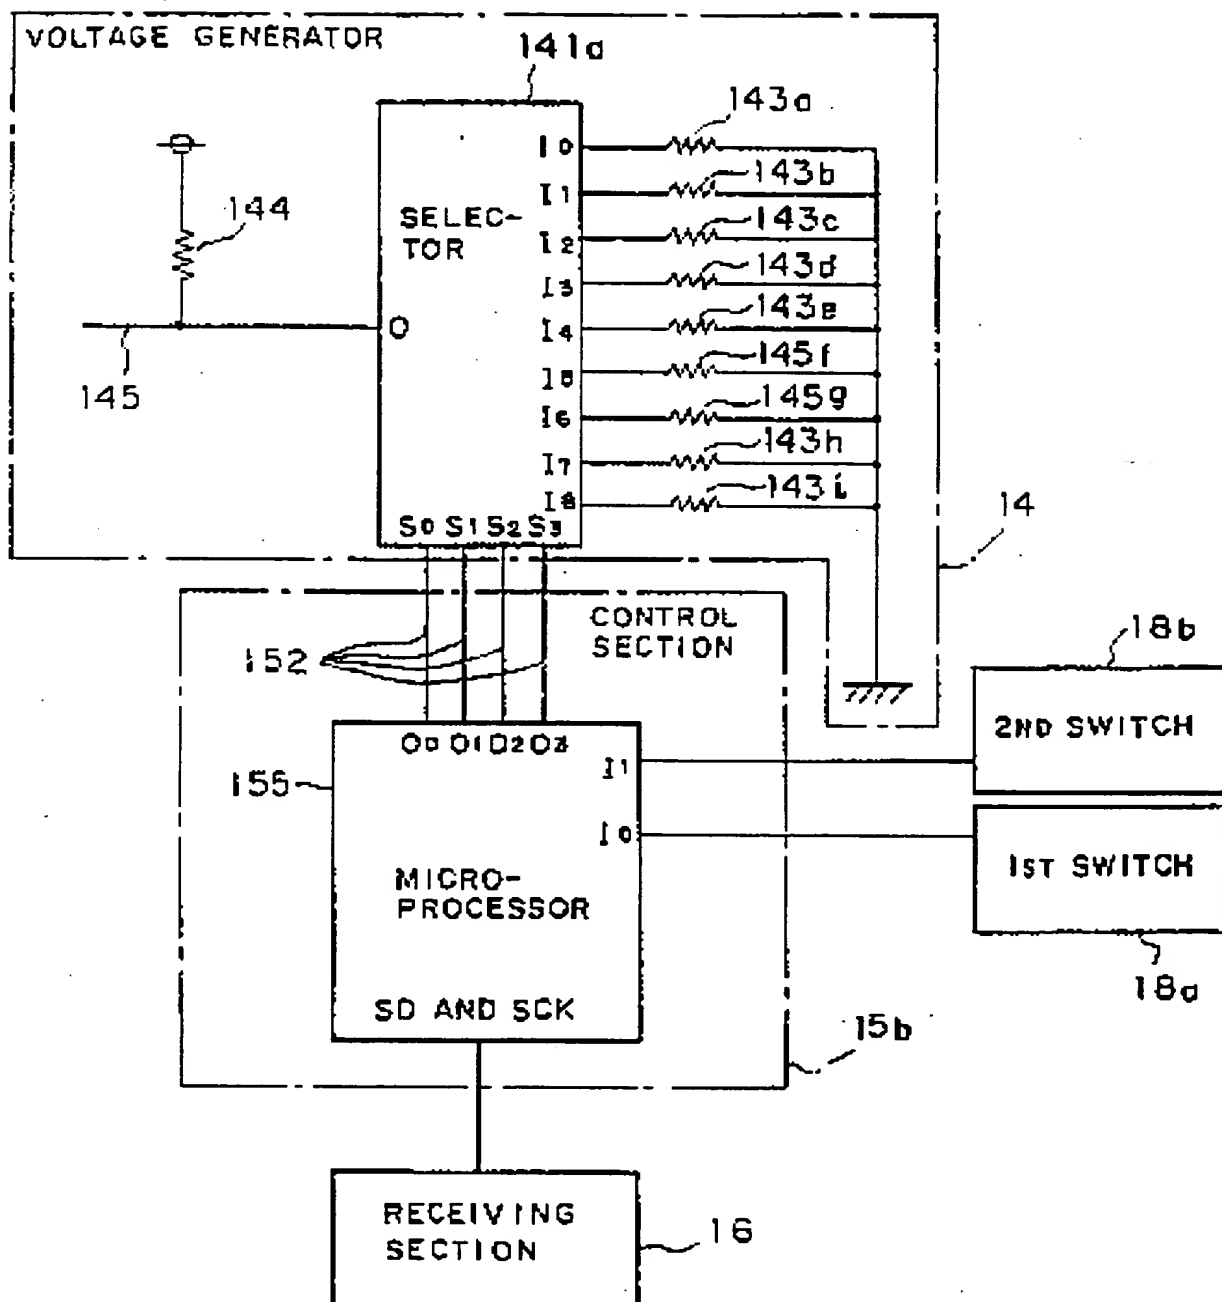 VOLTAGE GENERATOR
141a
143a
I0
143b
I1
144
SELEC-
TOR
143c
I2
143d
I3
143e
I4
O
145f
I5
145
145g
I6
143h
I7
143i
I8
S0 S1 S2 S3
14
CONTROL
SECTION
152
18b
2ND SWITCH
O0 O1 O2 O3
I1
155
I0
1ST SWITCH
MICRO-
PROCESSOR
18a
SD AND SCK
15b
RECEIVING
SECTION
16